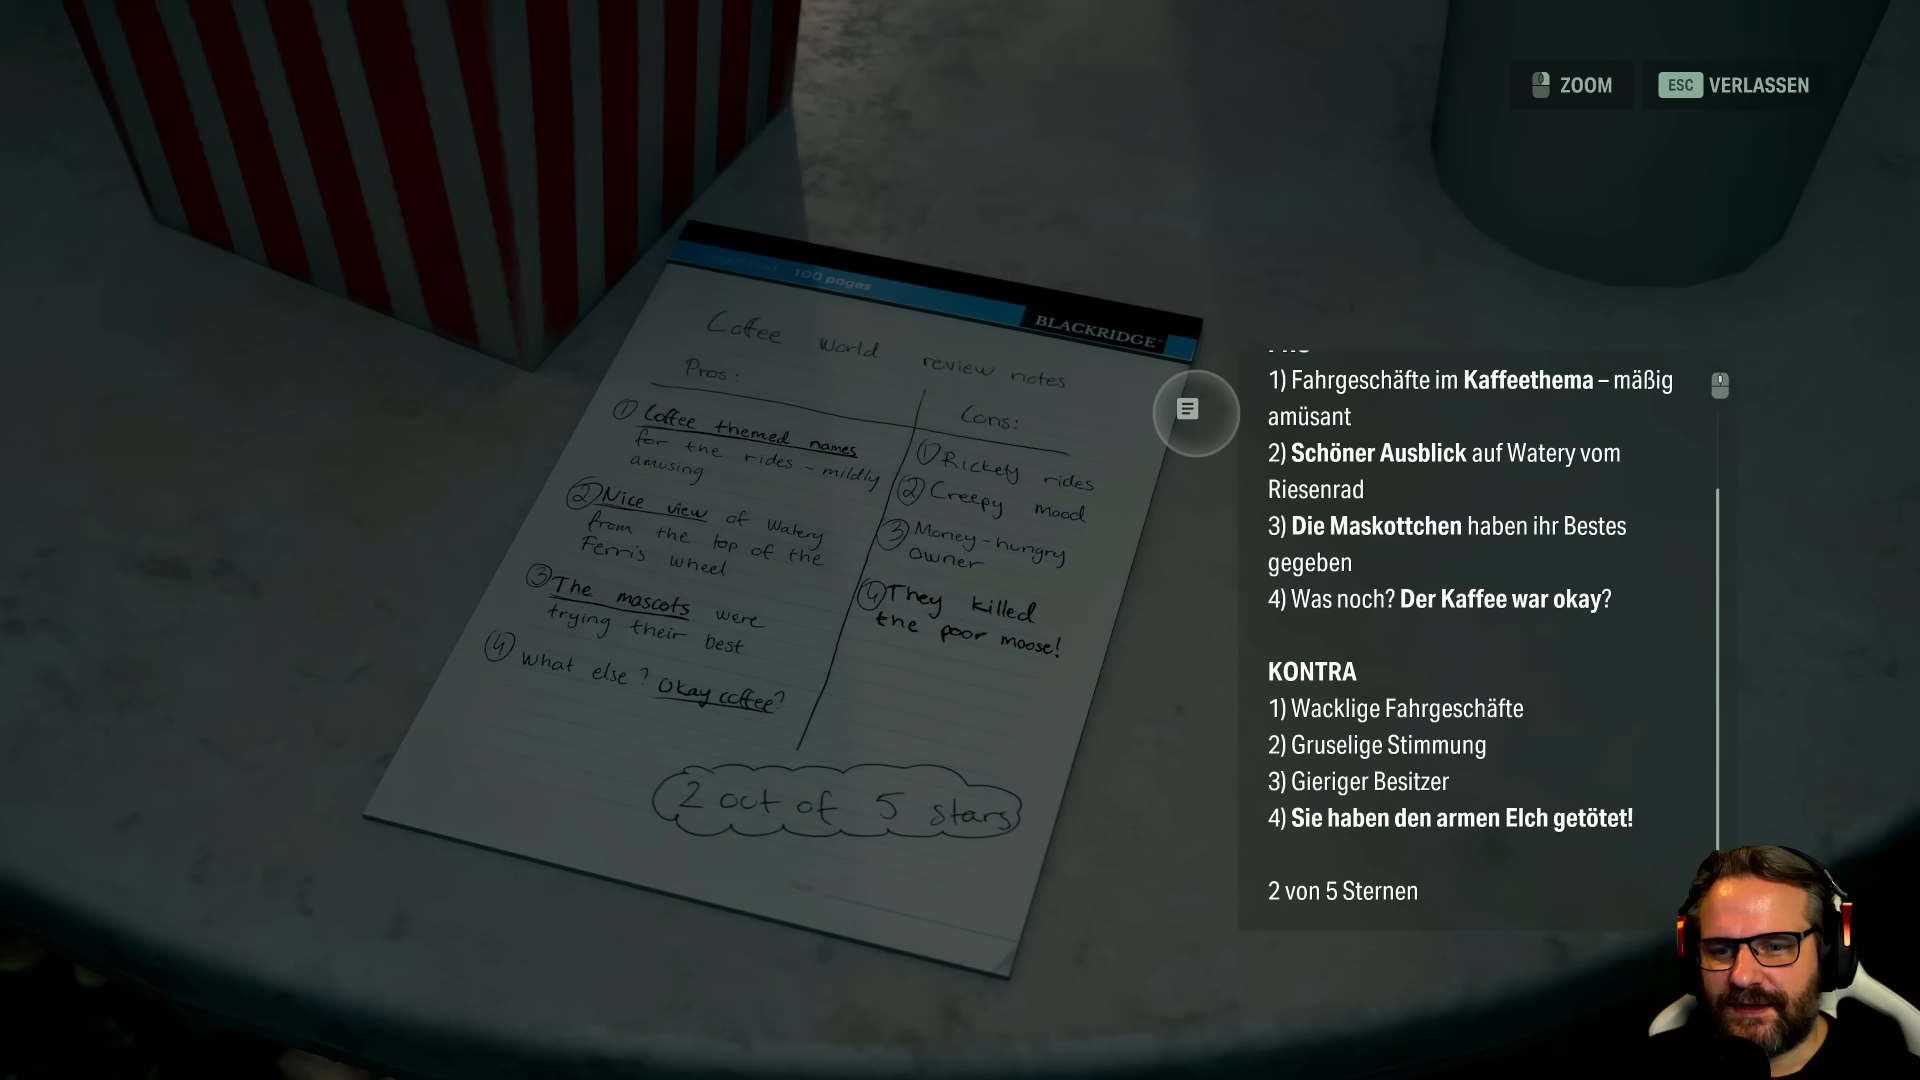 ZOOM
ESC VERLASSEN
100 pages
BLACKRIDGE
Coffee World review notes
Pros:
① Coffee themed names
for the rides - mildly
amusing
② Nice view of Watery
from the top of the
Ferris wheel
③ The mascots were
trying their best
④ What else? Okay coffee?
Cons:
① Rickety rides
② Creepy mood
③ Money-hungry
owner
④ They killed
the poor moose!
2 out of 5 stars
1) Fahrgeschäfte im Kaffeethema – mäßig
amüsant
2) Schöner Ausblick auf Watery vom
Riesenrad
3) Die Maskottchen haben ihr Bestes
gegeben
4) Was noch? Der Kaffee war okay?
KONTRA
1) Wacklige Fahrgeschäfte
2) Gruselige Stimmung
3) Gieriger Besitzer
4) Sie haben den armen Elch getötet!
2 von 5 Sternen